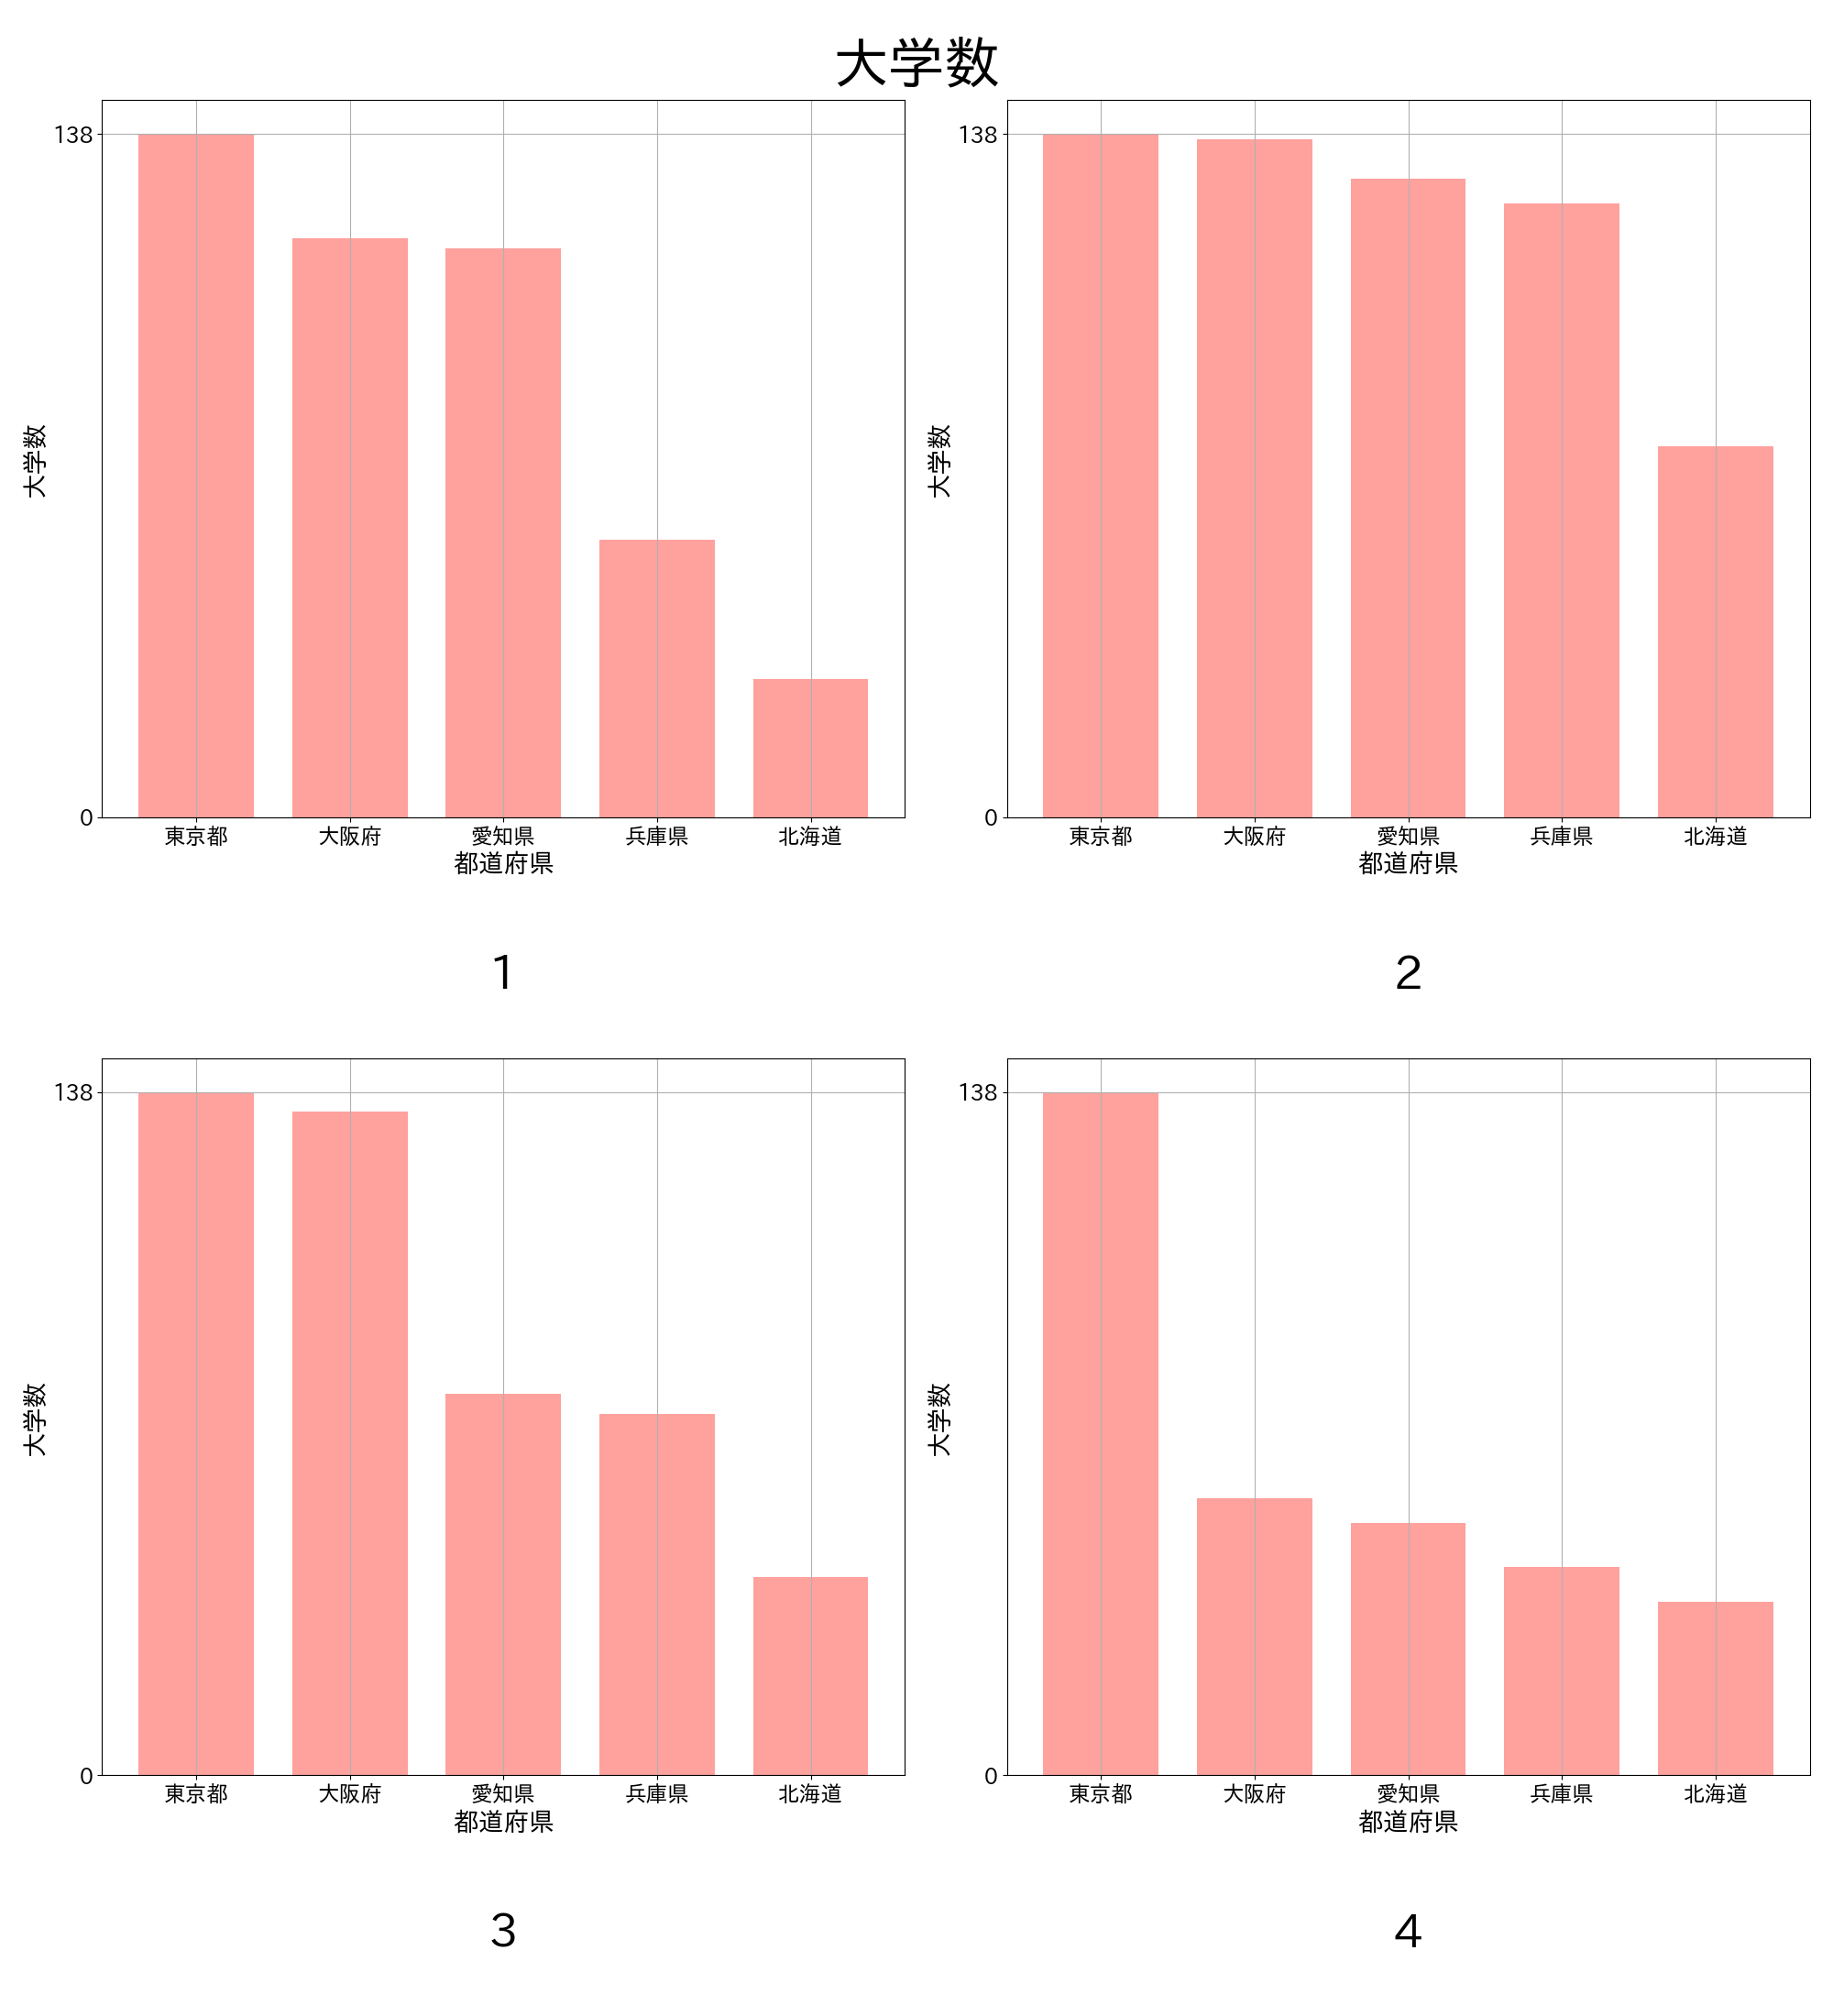 大学数
138
大学数
0
東京都 大阪府 愛知県 兵庫県 北海道
都道府県
1
138
大学数
0
東京都 大阪府 愛知県 兵庫県 北海道
都道府県
2
138
大学数
0
東京都 大阪府 愛知県 兵庫県 北海道
都道府県
3
138
大学数
0
東京都 大阪府 愛知県 兵庫県 北海道
都道府県
4